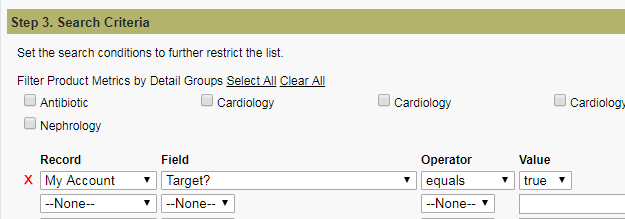 Step 3. Search Criteria
Set the search conditions to further restrict the list.
Filter Product Metrics by Detail Groups Select All Clear All
Antibiotic Cardiology Cardiology Cardiology
Nephrology
Record Field Operator Value
X My Account Target? equals true
--None-- --None-- --None--